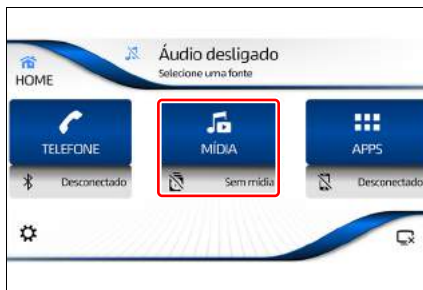 Áudio desligado
Selecione uma fonte
HOME
TELEFONE
MÍDIA
APPS
Desconectado
Sem mídia
Desconectado